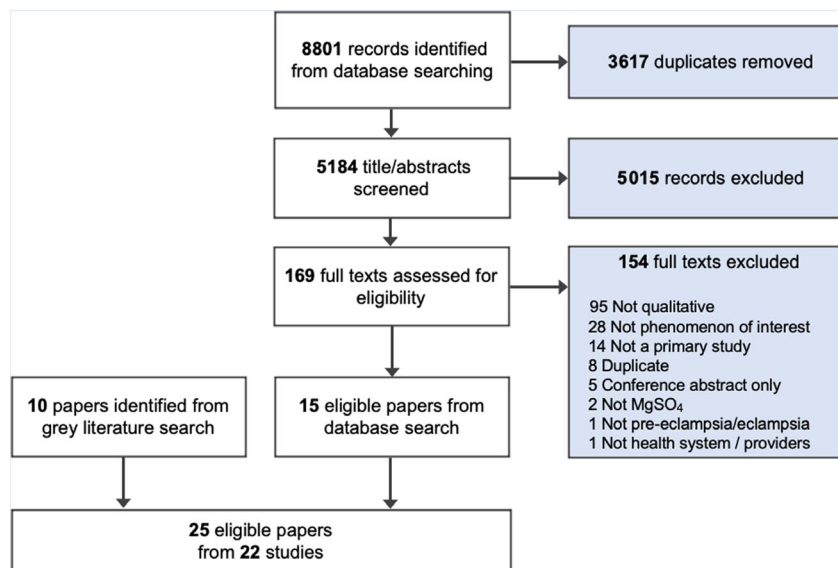 8801 records identified
from database searching
3617 duplicates removed
5184 title/abstracts
screened
5015 records excluded
169 full texts assessed for
eligibility
154 full texts excluded
95 Not qualitative
28 Not phenomenon of interest
14 Not a primary study
8 Duplicate
5 Conference abstract only
2 Not MgSO₄
1 Not pre-eclampsia/eclampsia
1 Not health system / providers
10 papers identified from
grey literature search
15 eligible papers from
database search
25 eligible papers
from 22 studies